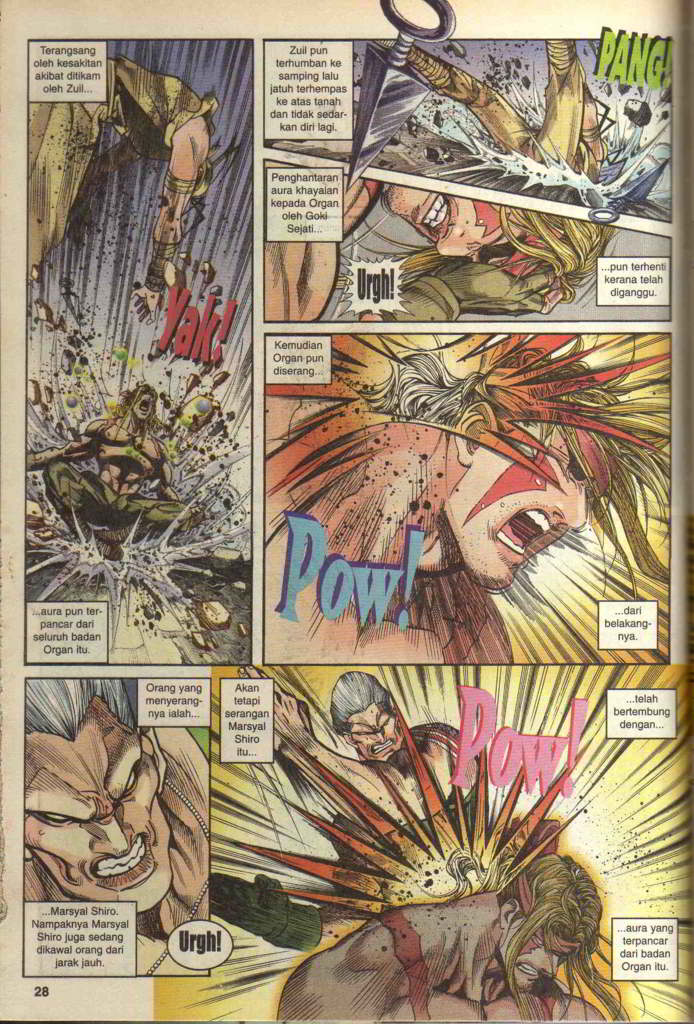 Terangsang
oleh kesakitan
akibat ditikam
oleh Zuil...
Yak!
...aura pun ter-
pancar dari
seluruh badan
Organ itu.
Zuil pun
terhumban ke
samping lalu
jatuh terhempas
ke atas tanah
dan tidak sedar-
kan diri lagi.
PANG!
Penghantaran
aura khayalan
kepada Organ
oleh Goki
Sejati...
Urgh!
...pun terhenti
kerana telah
diganggu.
Kemudian
Organ pun
diserang...
Pow!
...dari
belakang-
nya.
Orang yang
menyerang-
nya ialah...
...Marsyal Shiro.
Nampaknya Marsyal
Shiro juga sedang
dikawal orang dari
jarak jauh.
Urgh!
Akan
tetapi
serangan
Marsyal
Shiro
itu...
Pow!
...telah
bertembung
dengan...
...aura yang
terpancar
dari badan
Organ itu.
28